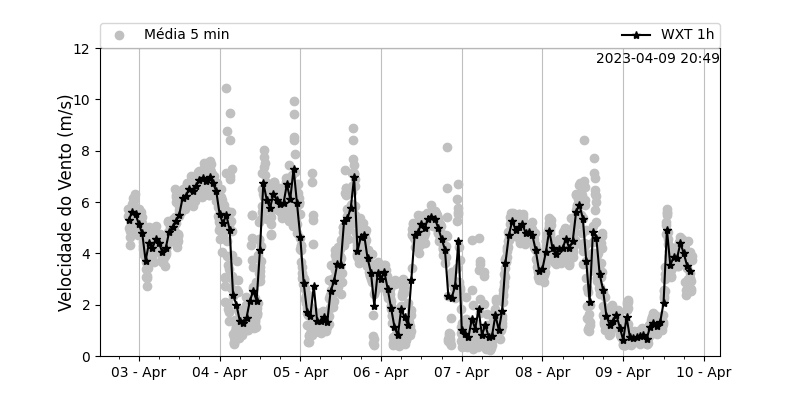 Média 5 min
WXT 1h
2023-04-09 20:49
Velocidade do Vento (m/s)
12
10
8
6
4
2
0
03 - Apr
04 - Apr
05 - Apr
06 - Apr
07 - Apr
08 - Apr
09 - Apr
10 - Apr